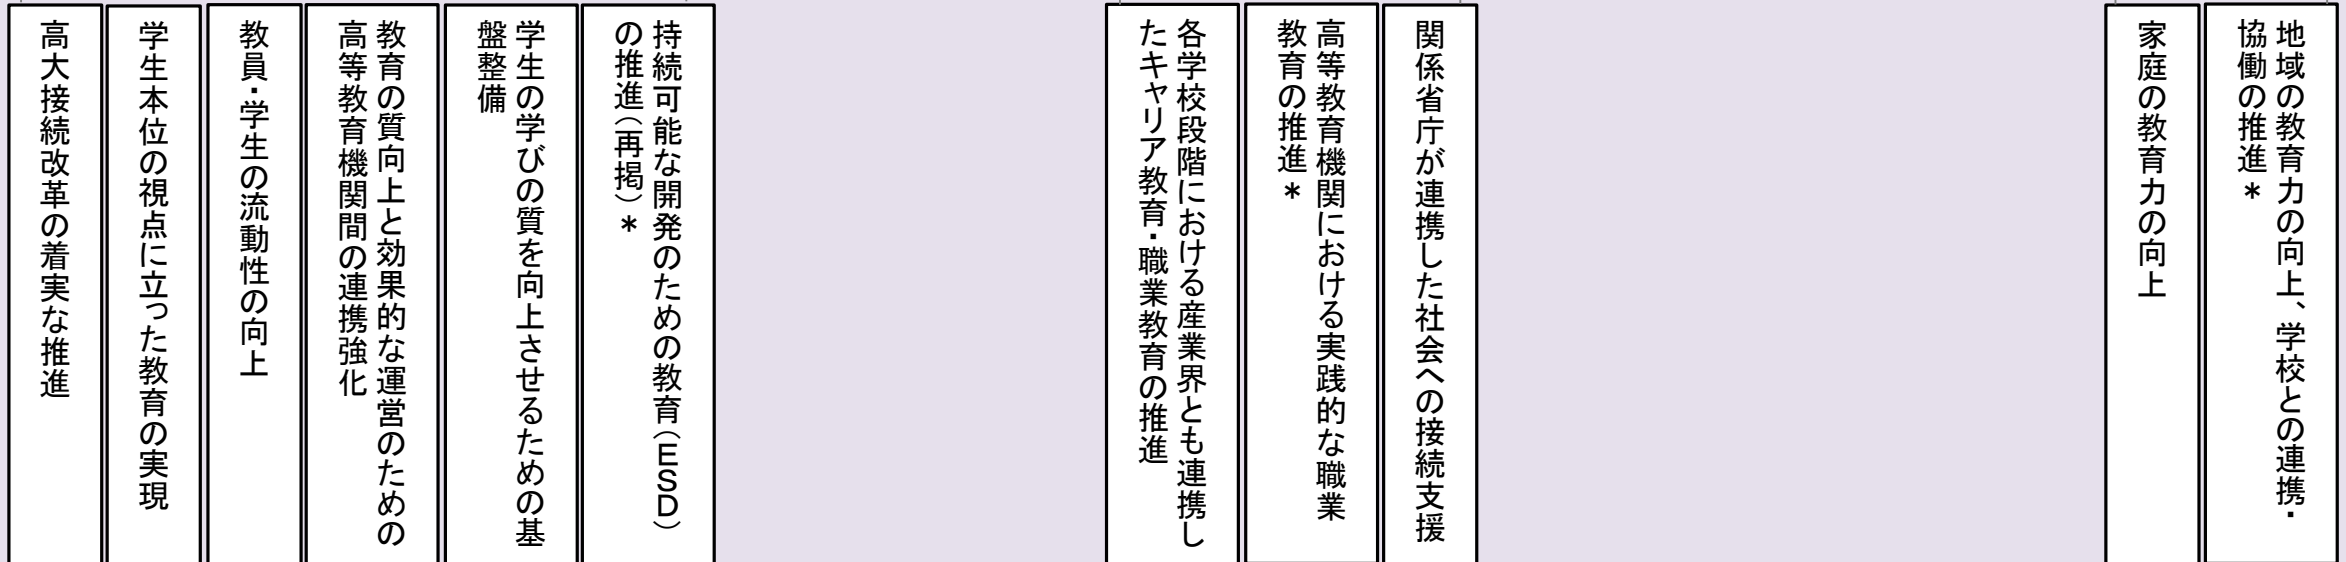 高大接続改革の着実な推進
学生本位の視点に立った教育の実現
教員・学生の流動性の向上
教育の質向上と効果的な運営のための
高等教育機関間の連携強化
学生の学びの質を向上させるための基
盤整備
持続可能な開発のための教育（ＥＳＤ）
の推進（再掲）＊
各学校段階における産業界とも連携し
たキャリア教育・職業教育の推進
高等教育機関における実践的な職業
教育の推進＊
関係省庁が連携した社会への接続支援
家庭の教育力の向上
地域の教育力の向上、学校との連携・
協働の推進＊